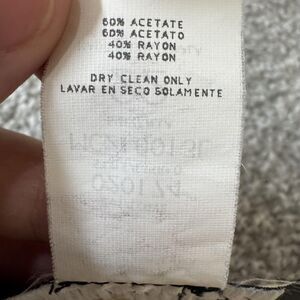 60% ACETATE
60% ACETATO
40% RAYON
40% RAYON
DRY CLEAN ONLY
LAVAR EN SECO SOLAMENTE